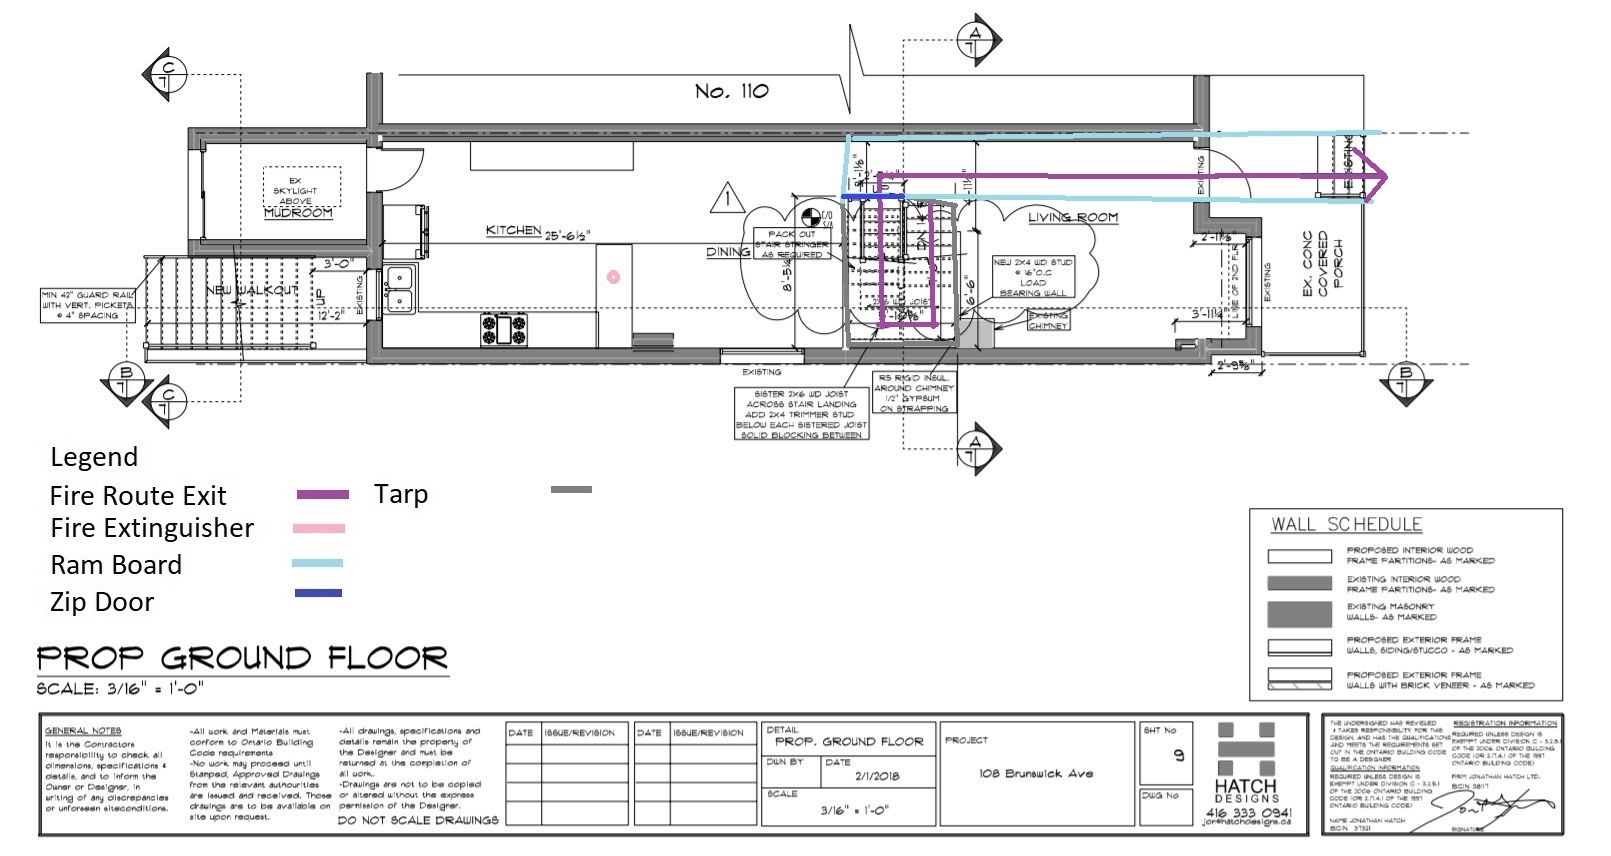 A
1
C
1
No. 110
EX
SKYLIGHT
ABOVE
MUDROOM
EXISTING
EXISTING
1
KITCHEN 25'-6½"
DINING
PACK OUT
STAIR STRINGER
AS REQUIRED
LIVING ROOM
8'-5¼"
NEW 2X4 WD STUD
@ 16"O.C
LOAD
BEARING WALL
6'-6"
EXISTING
CHIMNEY
2'-11⅜"
LINE OF 2ND FLR
EXISTING
EX. CONC
COVERED
PORCH
3'-11¼"
2'-9⅝"
MIN 42" GUARD RAIL
WITH VERT. PICKETS
@ 4" SPACING
NEW WALKOUT
3'-0"
UP
12'-2"
EXISTING
DN
B
1
C
1
B
1
EXISTING
SISTER 2X6 WD JOIST
ACROSS STAIR LANDING
ADD 2X4 TRIMMER STUD
BELOW EACH SISTERED JOIST
SOLID BLOCKING BETWEEN
R5 RIGID INSUL.
AROUND CHIMNEY
1/2" GYPSUM
ON STRAPPING
A
1
Legend
Fire Route Exit
Tarp
Fire Extinguisher
Ram Board
Zip Door
WALL SCHEDULE
PROPOSED INTERIOR WOOD
FRAME PARTITIONS- AS MARKED
EXISTING INTERIOR WOOD
FRAME PARTITIONS- AS MARKED
EXISTING MASONRY
WALLS- AS MARKED
PROPOSED EXTERIOR FRAME
WALLS, SIDING/STUCCO - AS MARKED
PROPOSED EXTERIOR FRAME
WALLS WITH BRICK VENEER - AS MARKED
PROP GROUND FLOOR
SCALE: 3/16" = 1'-0"
GENERAL NOTES
It is the Contractors
responsibility to check all
dimensions, specifications &
details, and to inform the
Owner or Designer, in
writing of any discrepancies
or unforesen siteconditions.
-All work and Materials must
conform to Ontario Building
Code requirements
-No work may proceed until
Stamped, Approved Drawings
from the relevant authorities
are issued and received. Those
drawings are to be available on
site upon request.
-All drawings, specifications and
details remain the property of
the Designer and must be
returned at the completion of
all work.
-Drawings are not to be copied
or altered without the express
permission of the Designer.
DO NOT SCALE DRAWINGS
DATE
ISSUE/REVISION
DATE
ISSUE/REVISION
DETAIL
PROP. GROUND FLOOR
DWN BY
DATE
2/1/2018
SCALE
3/16" = 1'-0"
PROJECT
108 Brunswick Ave
SHT No
9
DWG No
HATCH
DESIGNS
416 333 0941
jon@hatchdesigns.ca
THE UNDERSIGNED HAS REVIEWED
& TAKES RESPONSIBILITY FOR THIS
DESIGN, AND HAS THE QUALIFICATIONS
AND MEETS THE REQUIREMENTS SET
OUT IN THE ONTARIO BUILDING CODE
TO BE A DESIGNER
QUALIFICATION INFORMATION
REQUIRED UNLESS DESIGN IS
EXEMPT UNDER DIVISION C - 3.2.5.1
OF THE 2006 ONTARIO BUILDING
CODE (OR 2.17.4.1 OF THE 1997
ONTARIO BUILDING CODE)
NAME JONATHAN HATCH
REGISTRATION INFORMATION
REQUIRED UNLESS DESIGN IS
EXEMPT UNDER DIVISION C - 3.2.5.1
OF THE 2006 ONTARIO BUILDING
CODE (OR 2.17.4.1 OF THE 1997
ONTARIO BUILDING CODE)
FIRM JONATHAN HATCH LTD.
SIGNATURE